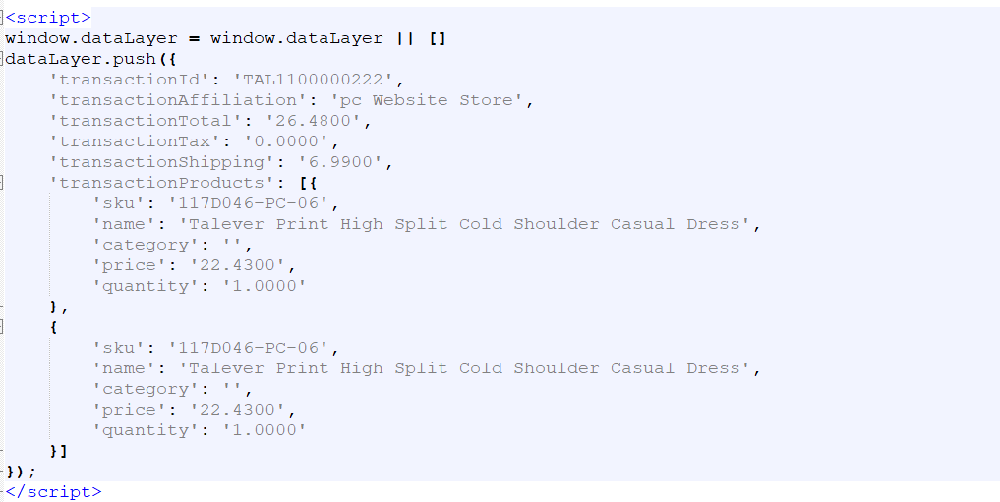 <script>
window.dataLayer = window.dataLayer || []
dataLayer.push({
    'transactionId': 'TAL1100000222',
    'transactionAffiliation': 'pc Website Store',
    'transactionTotal': '26.4800',
    'transactionTax': '0.0000',
    'transactionShipping': '6.9900',
    'transactionProducts': [{
        'sku': '117D046-PC-06',
        'name': 'Talever Print High Split Cold Shoulder Casual Dress',
        'category': '',
        'price': '22.4300',
        'quantity': '1.0000'
    },
    {
        'sku': '117D046-PC-06',
        'name': 'Talever Print High Split Cold Shoulder Casual Dress',
        'category': '',
        'price': '22.4300',
        'quantity': '1.0000'
    }]
});
</script>